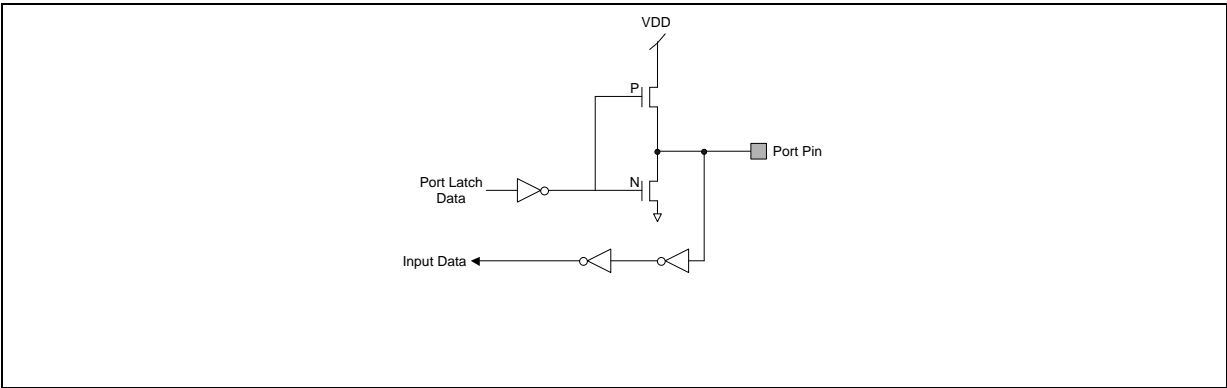 VDD
P
Port Pin
N
Port Latch
Data
Input Data